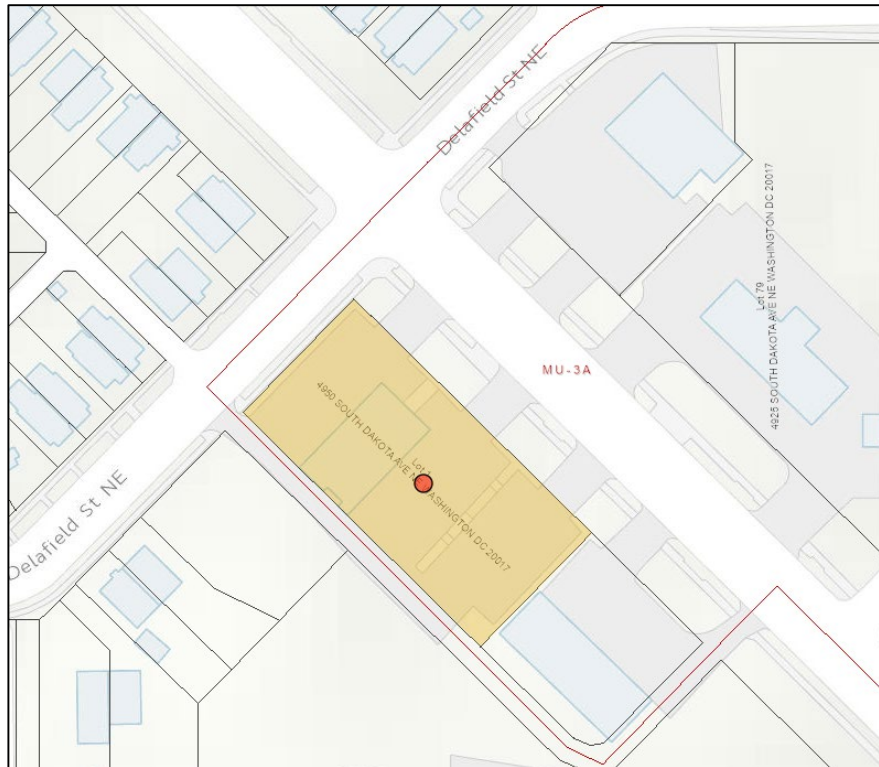 Delafield St NE
Lot 79
4925 SOUTH DAKOTA AVE NE WASHINGTON DC 20017
MU-3A
4950 SOUTH DAKOTA AVE NE WASHINGTON DC 20017
Lot
Delafield St NE